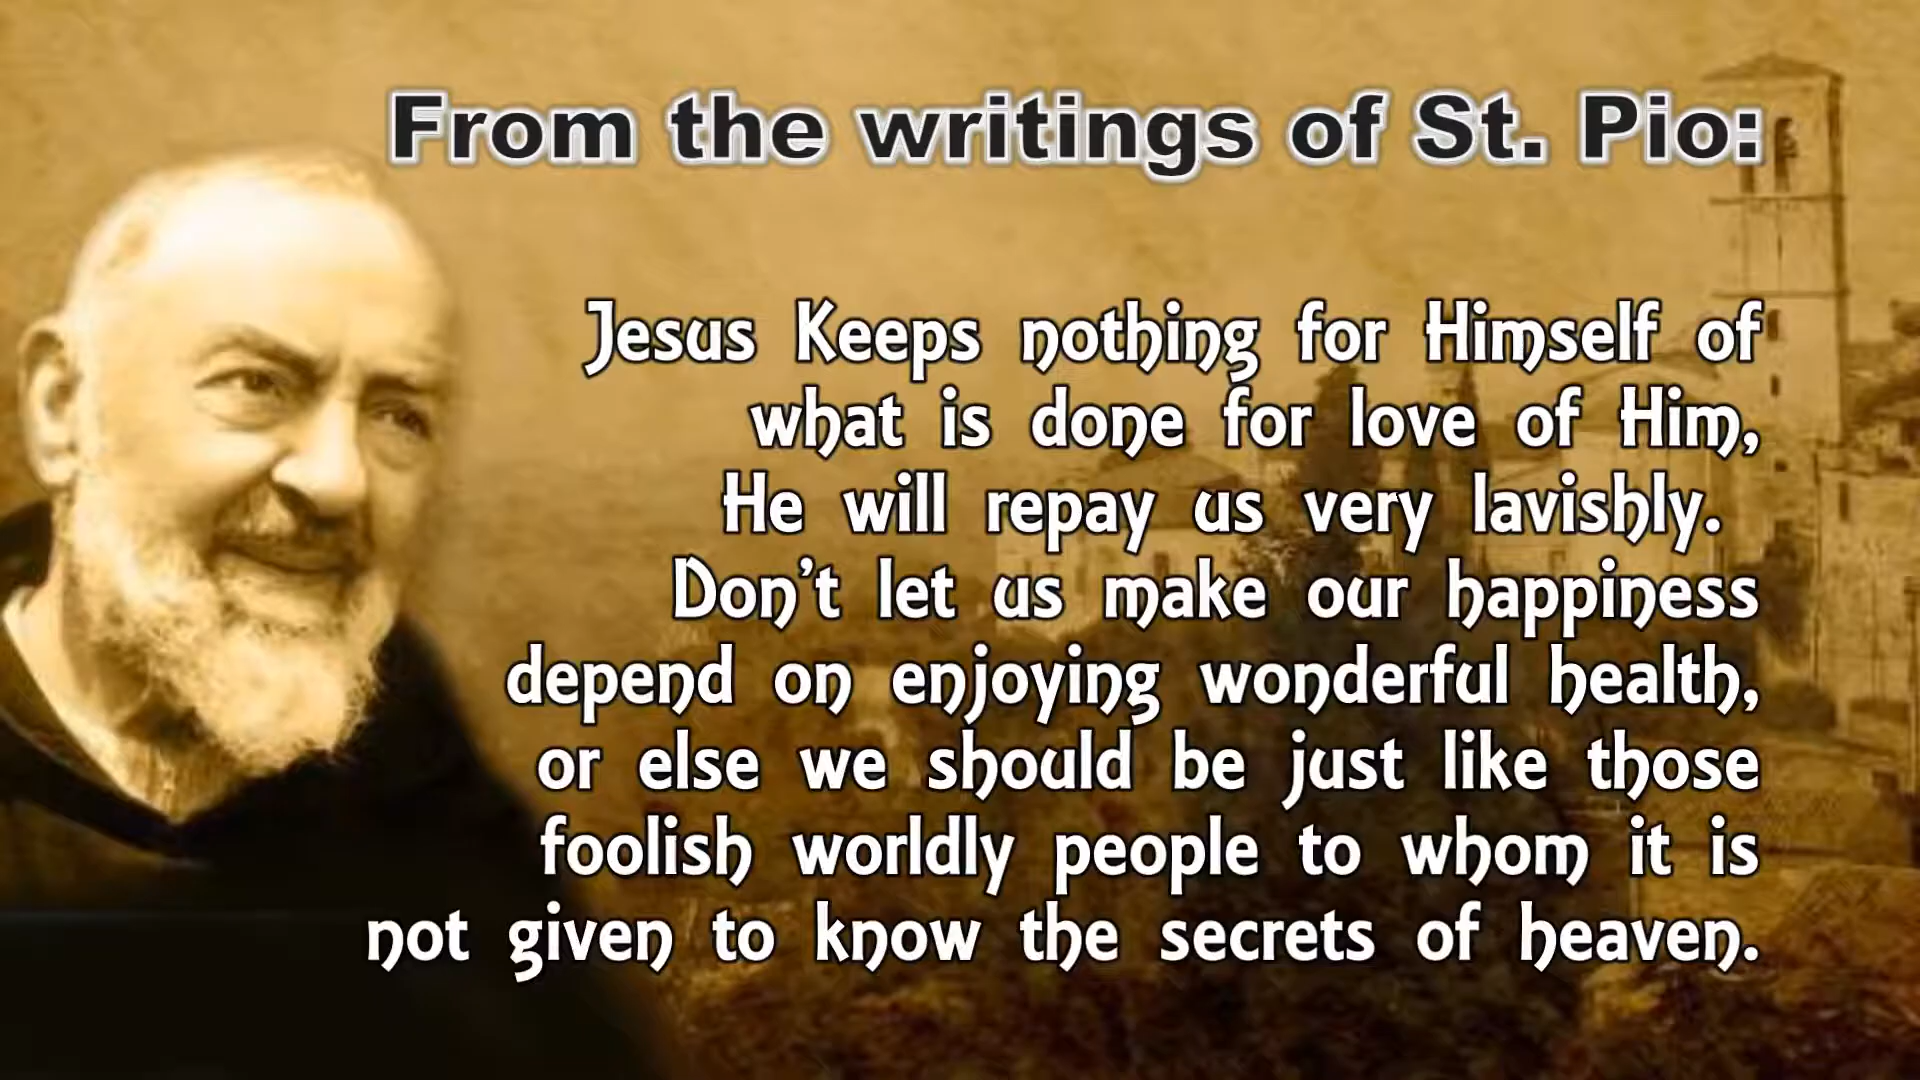 From the writings of St. Pio:
Jesus Keeps nothing for Himself of
what is done for love of Him,
He will repay us very lavishly.
Don't let us make our happiness
depend on enjoying wonderful health,
or else we should be just like those
foolish worldly people to whom it is
not given to know the secrets of heaven.